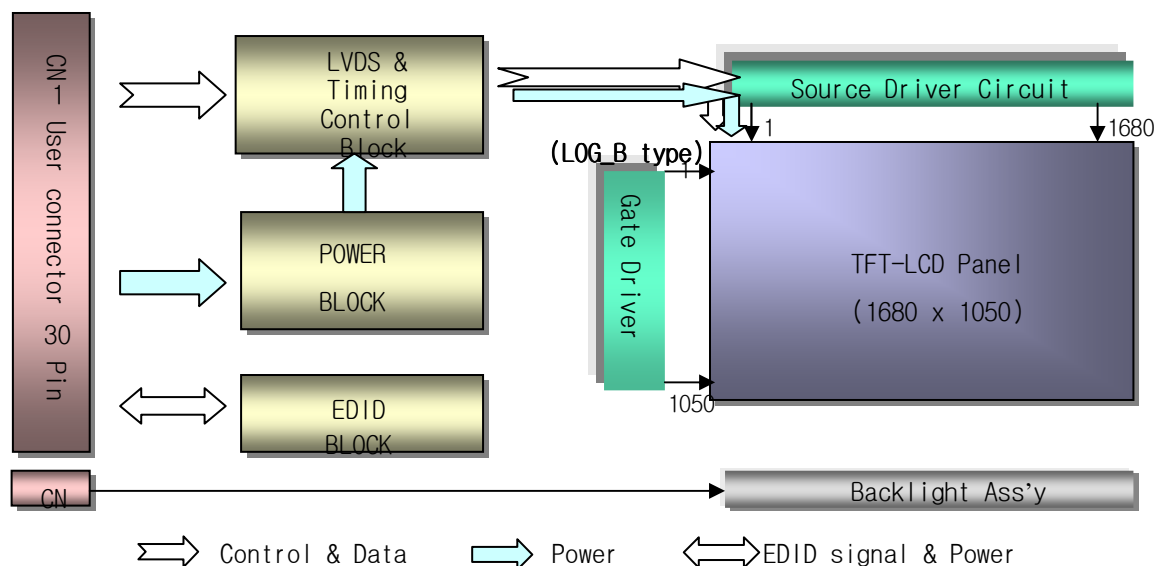 CN-1 User connector 30 Pin
LVDS &
Timing
Control
Block
Source Driver Circuit
1
1680
(LOG_B type)
1
Gate Driver
1050
POWER
BLOCK
TFT-LCD Panel
(1680 x 1050)
EDID
BLOCK
CN
Backlight Ass’y
Control & Data
Power
EDID signal & Power